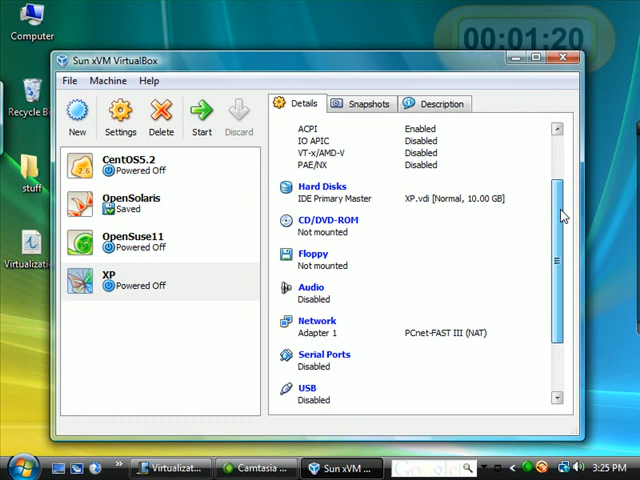 Computer
00:01:20
Sun xVM VirtualBox
File Machine Help
New Settings Delete Start Discard
Details Snapshots Description
Recycle Bi
stuff
Virtualizati
CentOS5.2
Powered Off
2.6
OpenSolaris
Saved
OpenSuse11
Powered Off
XP
Powered Off
ACPI Enabled
IO APIC Disabled
VT-x/AMD-V Disabled
PAE/NX Disabled
Hard Disks
IDE Primary Master XP.vdi [Normal, 10.00 GB]
CD/DVD-ROM
Not mounted
Floppy
Not mounted
Audio
Disabled
Network
Adapter 1 PCnet-FAST III (NAT)
Serial Ports
Disabled
USB
Disabled
Virtualizat... Camtasia ... Sun xVM ... Google 3:25 PM